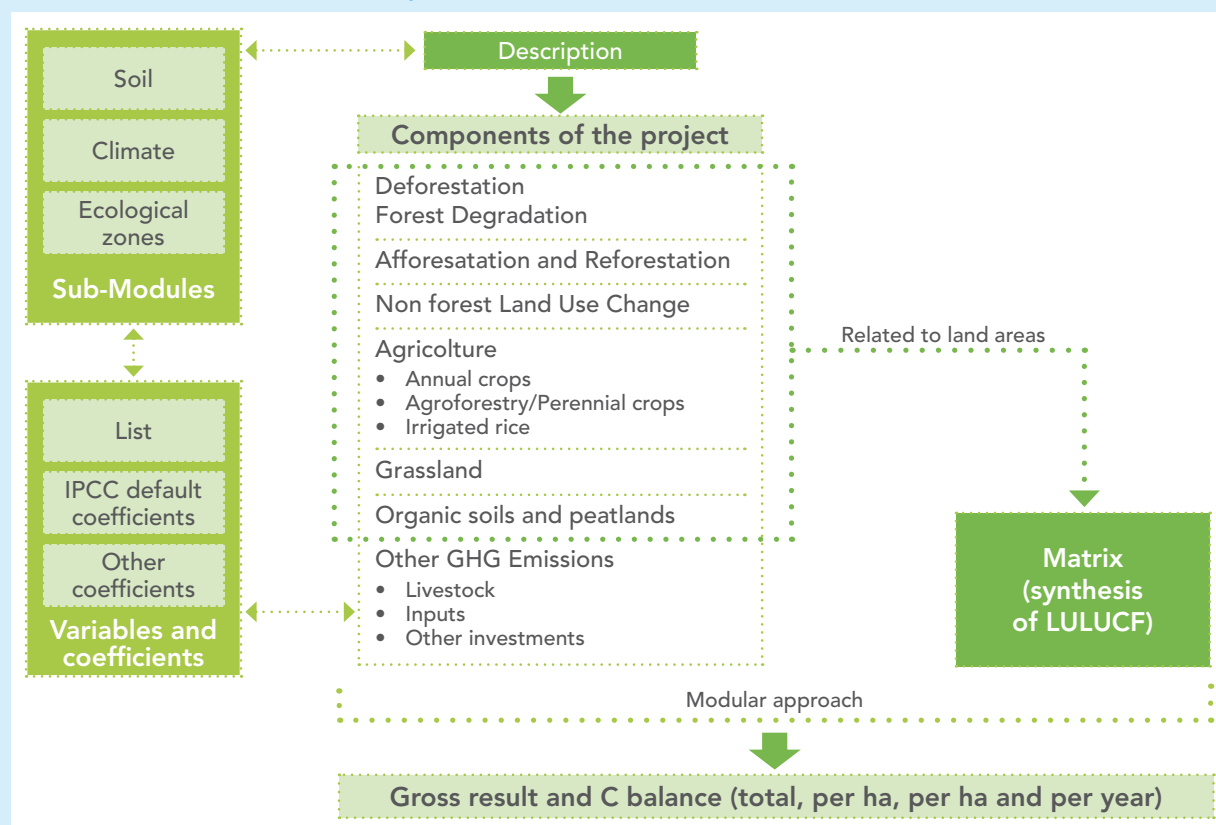 Soil
Climate
Ecological
zones
Sub-Modules
List
IPCC default
coefficients
Other
coefficients
Variables and
coefficients
Description
Components of the project
Deforestation
Forest Degradation
Afforesatation and Reforestation
Non forest Land Use Change
Agricolture
• Annual crops
• Agroforestry/Perennial crops
• Irrigated rice
Grassland
Organic soils and peatlands
Other GHG Emissions
• Livestock
• Inputs
• Other investments
Related to land areas
Matrix
(synthesis
of LULUCF)
Modular approach
Gross result and C balance (total, per ha, per ha and per year)